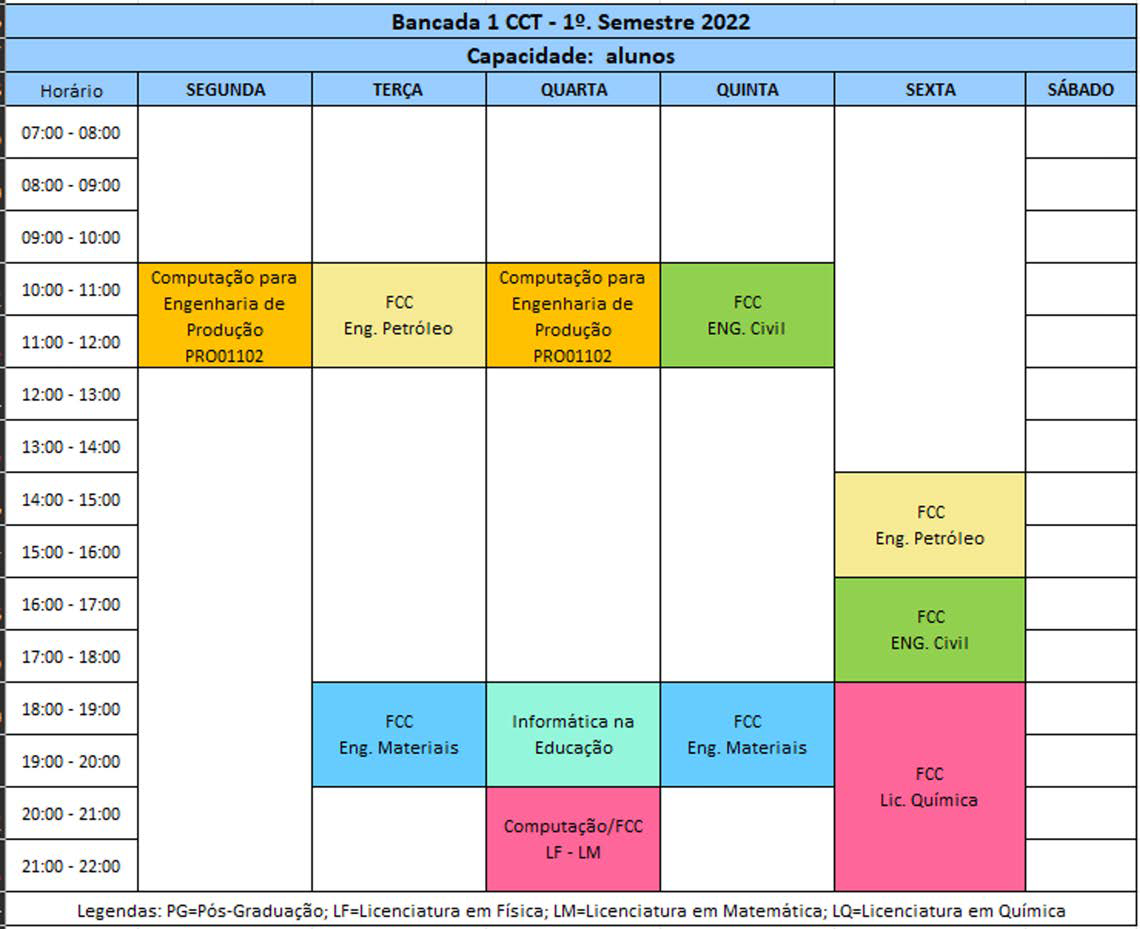 Bancada 1 CCT - 1º. Semestre 2022
Capacidade: alunos
Horário SEGUNDA TERÇA QUARTA QUINTA SEXTA SÁBADO
07:00 - 08:00
08:00 - 09:00
09:00 - 10:00
10:00 - 11:00
11:00 - 12:00
Computação para
Engenharia de
Produção
PRO01102
FCC
Eng. Petróleo
Computação para
Engenharia de
Produção
PRO01102
FCC
ENG. Civil
12:00 - 13:00
13:00 - 14:00
14:00 - 15:00
15:00 - 16:00
FCC
Eng. Petróleo
16:00 - 17:00
17:00 - 18:00
FCC
ENG. Civil
18:00 - 19:00
19:00 - 20:00
FCC
Eng. Materiais
Informática na
Educação
FCC
Eng. Materiais
FCC
Lic. Química
20:00 - 21:00
21:00 - 22:00
Computação/FCC
LF - LM
Legendas: PG=Pós-Graduação; LF=Licenciatura em Física; LM=Licenciatura em Matemática; LQ=Licenciatura em Química